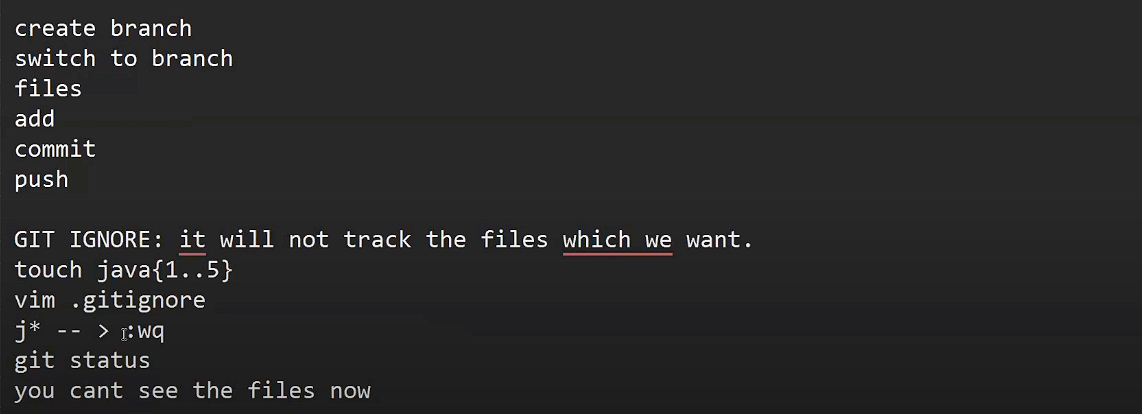 create branch
switch to branch
files
add
commit
push
GIT IGNORE: it will not track the files which we want.
touch java{1..5}
vim .gitignore
j* -- > :wq
git status
you cant see the files now